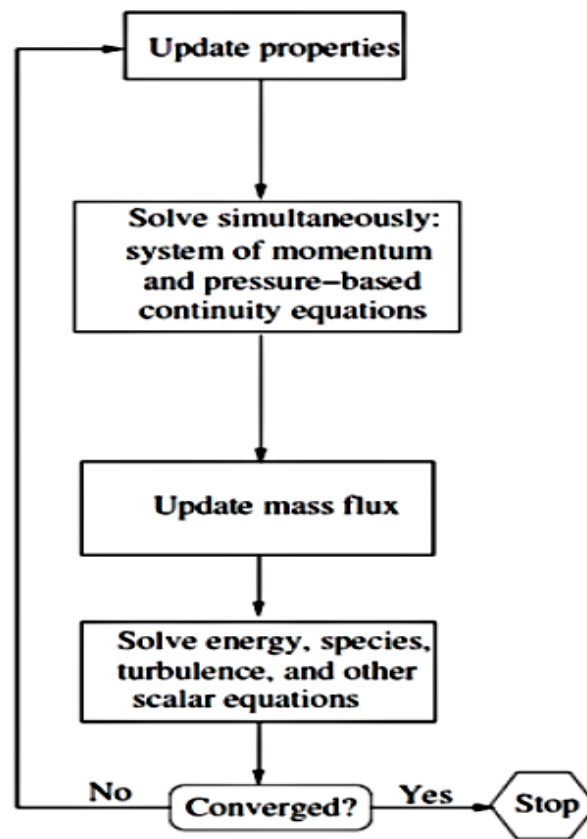 Update properties
Solve simultaneously:
system of momentum
and pressure–based
continuity equations
Update mass flux
Solve energy, species,
turbulence, and other
scalar equations
No
Converged?
Yes
Stop